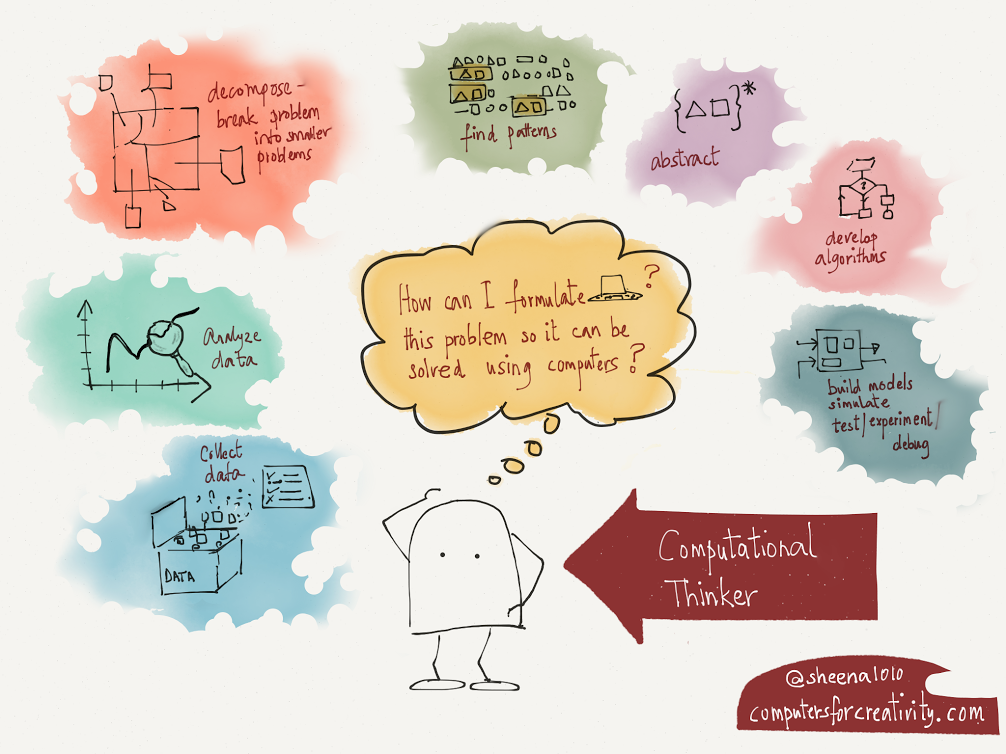 decompose -
break problem
into smaller
problems
find patterns
{ }*
abstract
?
develop
algorithms
Analyze
data
How can I formulate ?
this problem so it can be
solved using computers ?
build models
simulate
test/experiment/
debug
Collect
data
DATA
Computational
Thinker
@sheena1010
computersforcreativity.com